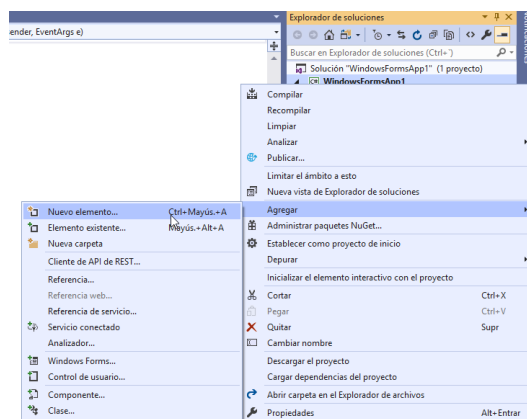 Explorador de soluciones
ender, EventArgs e)
Buscar en Explorador de soluciones (Ctrl+¨)
Solución "WindowsFormsApp1" (1 proyecto)
WindowsFormsApp1
Compilar
Recompilar
Limpiar
Analizar
Publicar...
Limitar el ámbito a esto
Nueva vista de Explorador de soluciones
Agregar
Administrar paquetes NuGet...
Establecer como proyecto de inicio
Depurar
Inicializar el elemento interactivo con el proyecto
Cortar Ctrl+X
Pegar Ctrl+V
Quitar Supr
Cambiar nombre
Descargar el proyecto
Cargar dependencias del proyecto
Abrir carpeta en el Explorador de archivos
Propiedades Alt+Entrar
Nuevo elemento... Ctrl+Mayús.+A
Elemento existente... Mayús.+Alt+A
Nueva carpeta
Cliente de API de REST...
Referencia...
Referencia web...
Referencia de servicio...
Servicio conectado
Analizador...
Windows Forms...
Control de usuario...
Componente...
Clase...